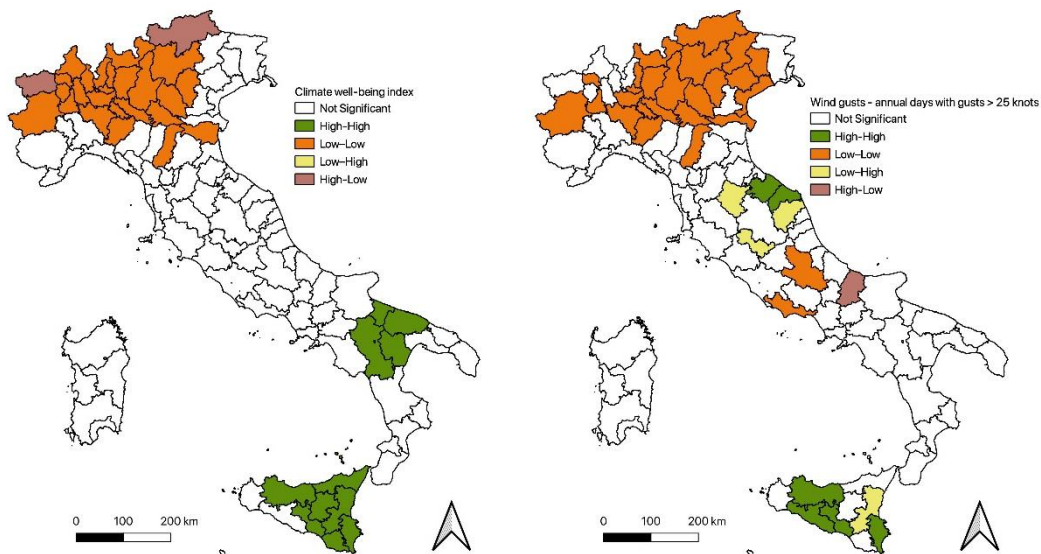 Climate well-being index
Not Significant
High–High
Low–Low
Low–High
High–Low
0 100 200 km
Wind gusts - annual days with gusts > 25 knots
Not Significant
High–High
Low–Low
Low–High
High–Low
0 100 200 km